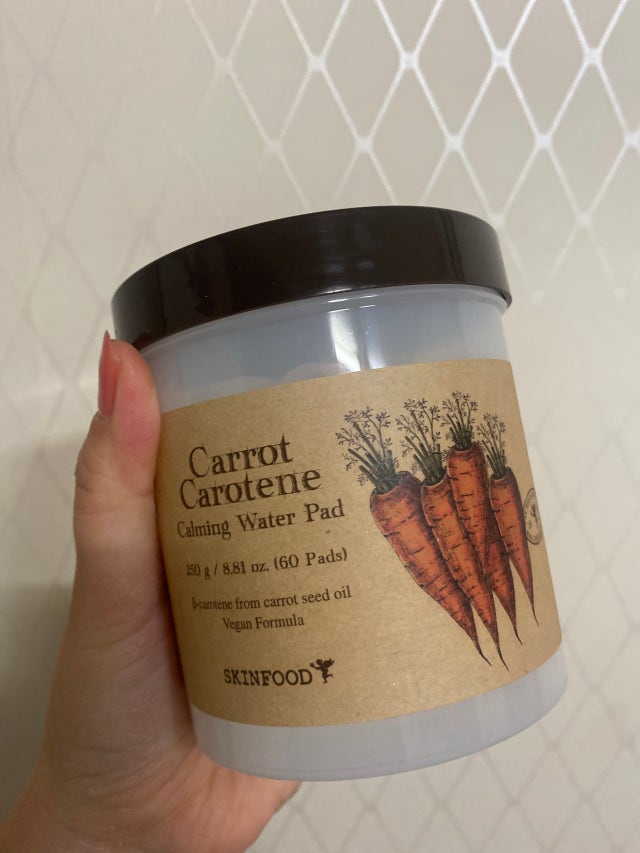 Carrot
Carotene
Calming Water Pad
250 g / 8.81 oz. (60 Pads)
β-carotene from carrot seed oil
Vegan Formula
SKINFOOD